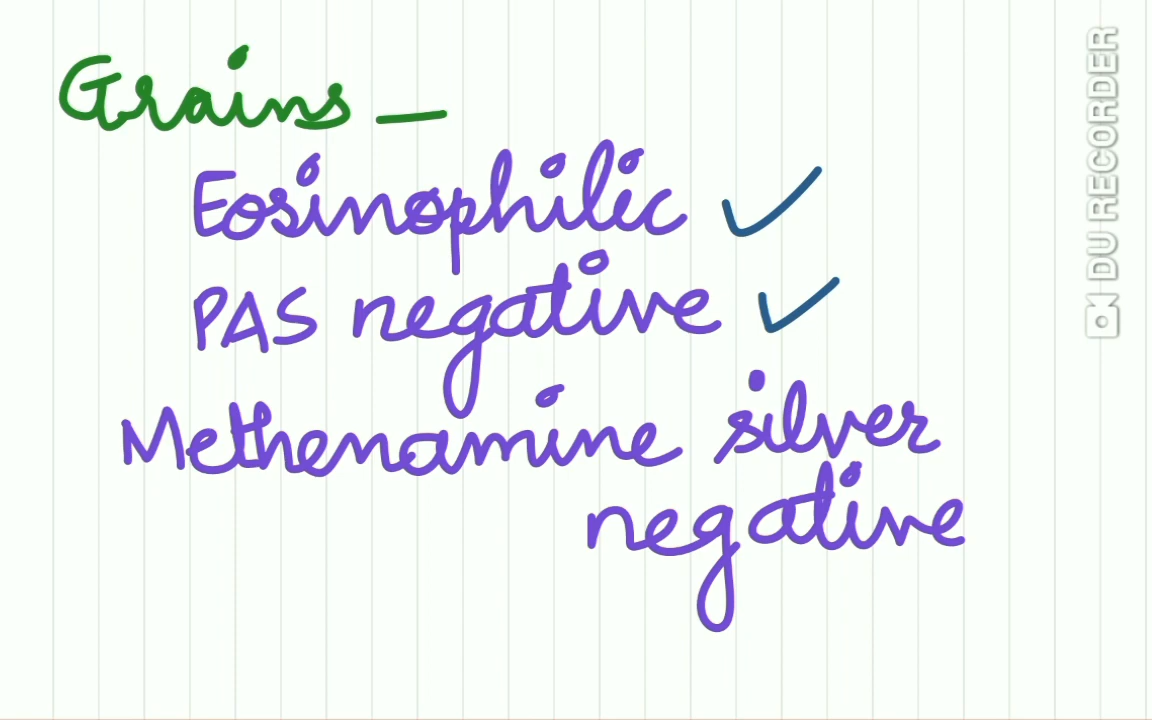 Grains –
Eosinophilic ✓
PAS negative ✓
Methenamine silver
negative
DU RECORDER